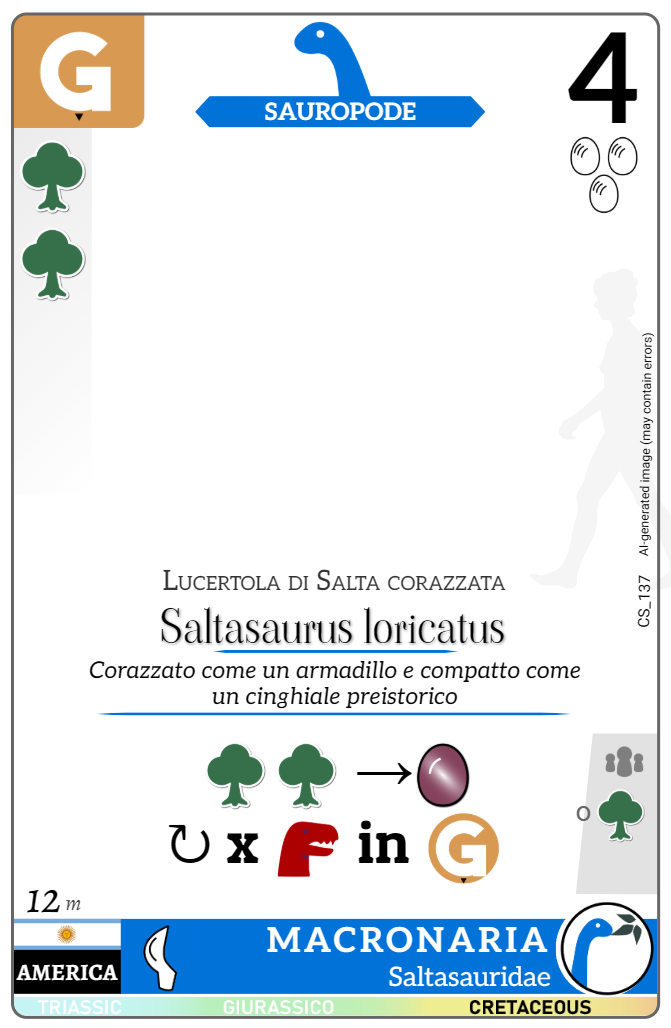 G
SAUROPODE
4
AI-generated image (may contain errors)
CS_137
Lucertola di Salta corazzata
Saltasaurus loricatus
Corazzato come un armadillo e compatto come
un cinghiale preistorico
↻ x in G
o
12 m
MACRONARIA
AMERICA
Saltasauridae
TRIASSIC GIURASSICO CRETACEOUS